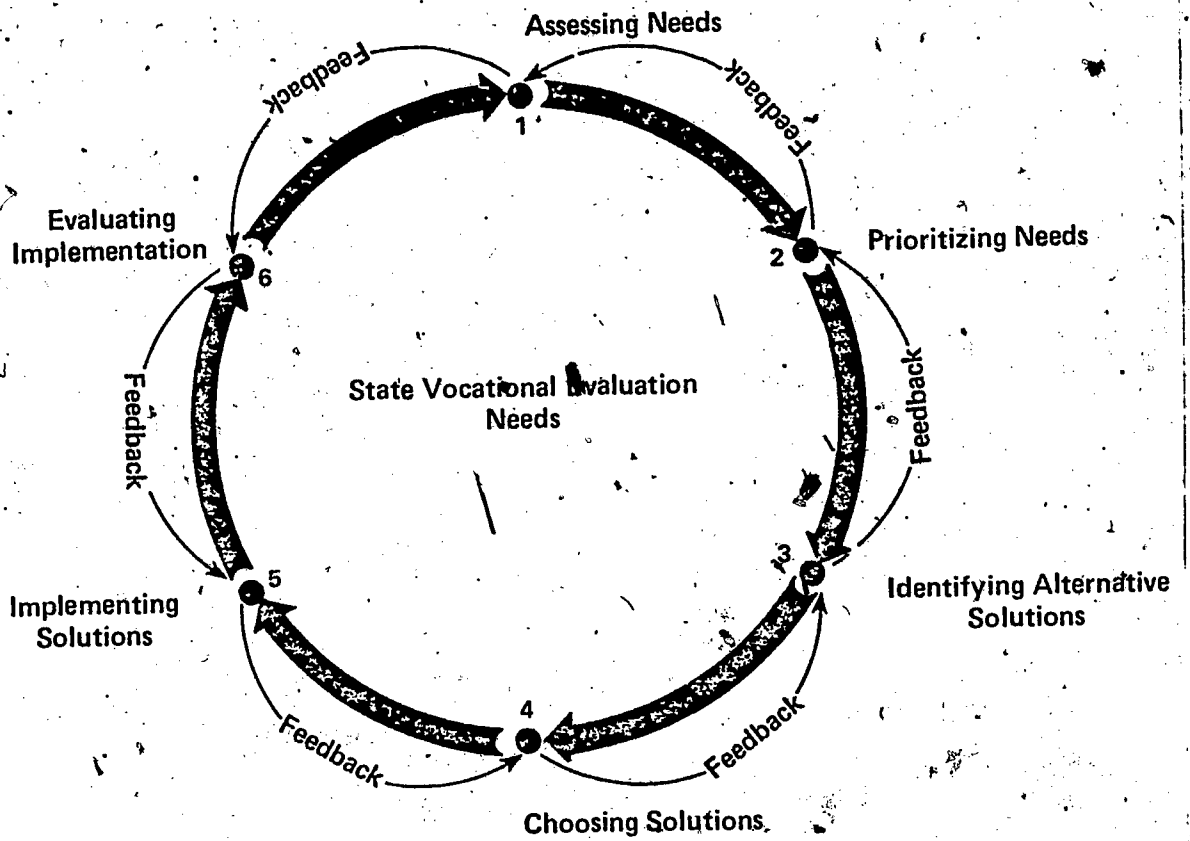 Assessing Needs
Feedback
Feedback
1
Evaluating
Implementation
6
2
Prioritizing Needs
State Vocational Evaluation
Needs
Feedback
Feedback
3
Identifying Alternative
Solutions
5
Implementing
Solutions
4
Feedback
Feedback
Choosing Solutions